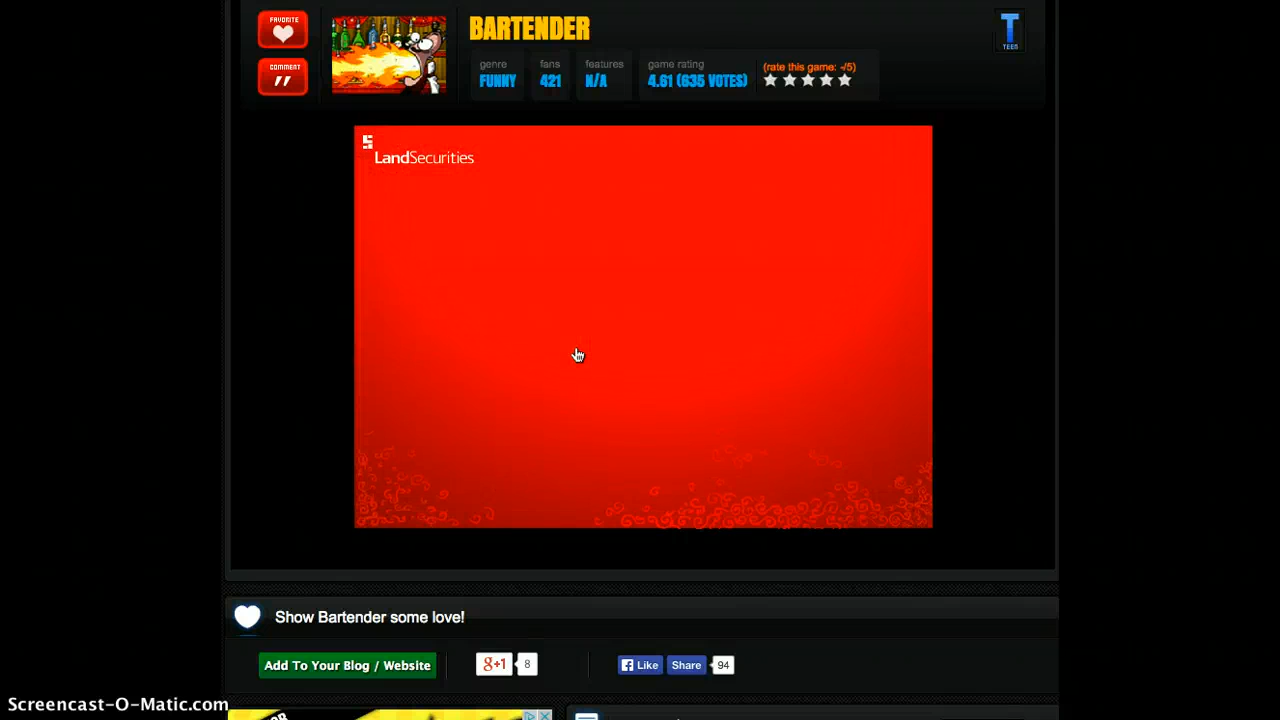 FAVORITE
COMMENT
BARTENDER
genre
FUNNY
fans
421
features
N/A
game rating
4.61 (635 VOTES)
(rate this game: -/5)
T
TEEN
LandSecurities
Show Bartender some love!
Add To Your Blog / Website
g+1
8
Like
Share
94
Screencast-O-Matic.com